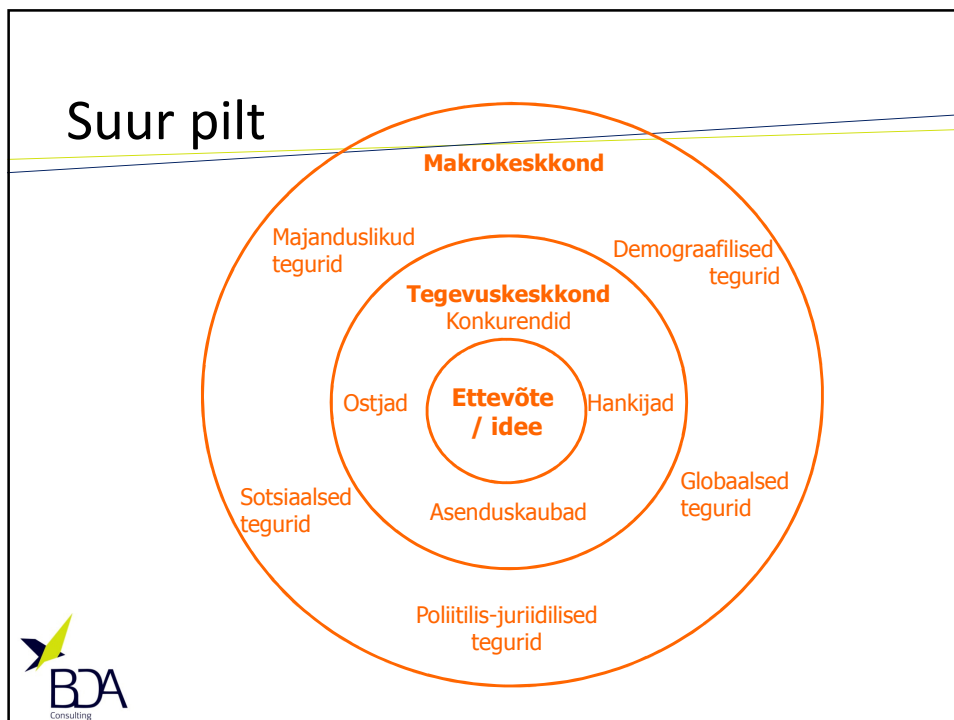 Suur pilt
Makrokeskkond
Majanduslikud
tegurid
Demograafilised
tegurid
Tegevuskeskkond
Konkurendid
Ostjad
Ettevõte
/ idee
Hankijad
Sotsiaalsed
tegurid
Globaalsed
tegurid
Asenduskaubad
Poliitilis-juriidilised
tegurid
BDA
Consulting